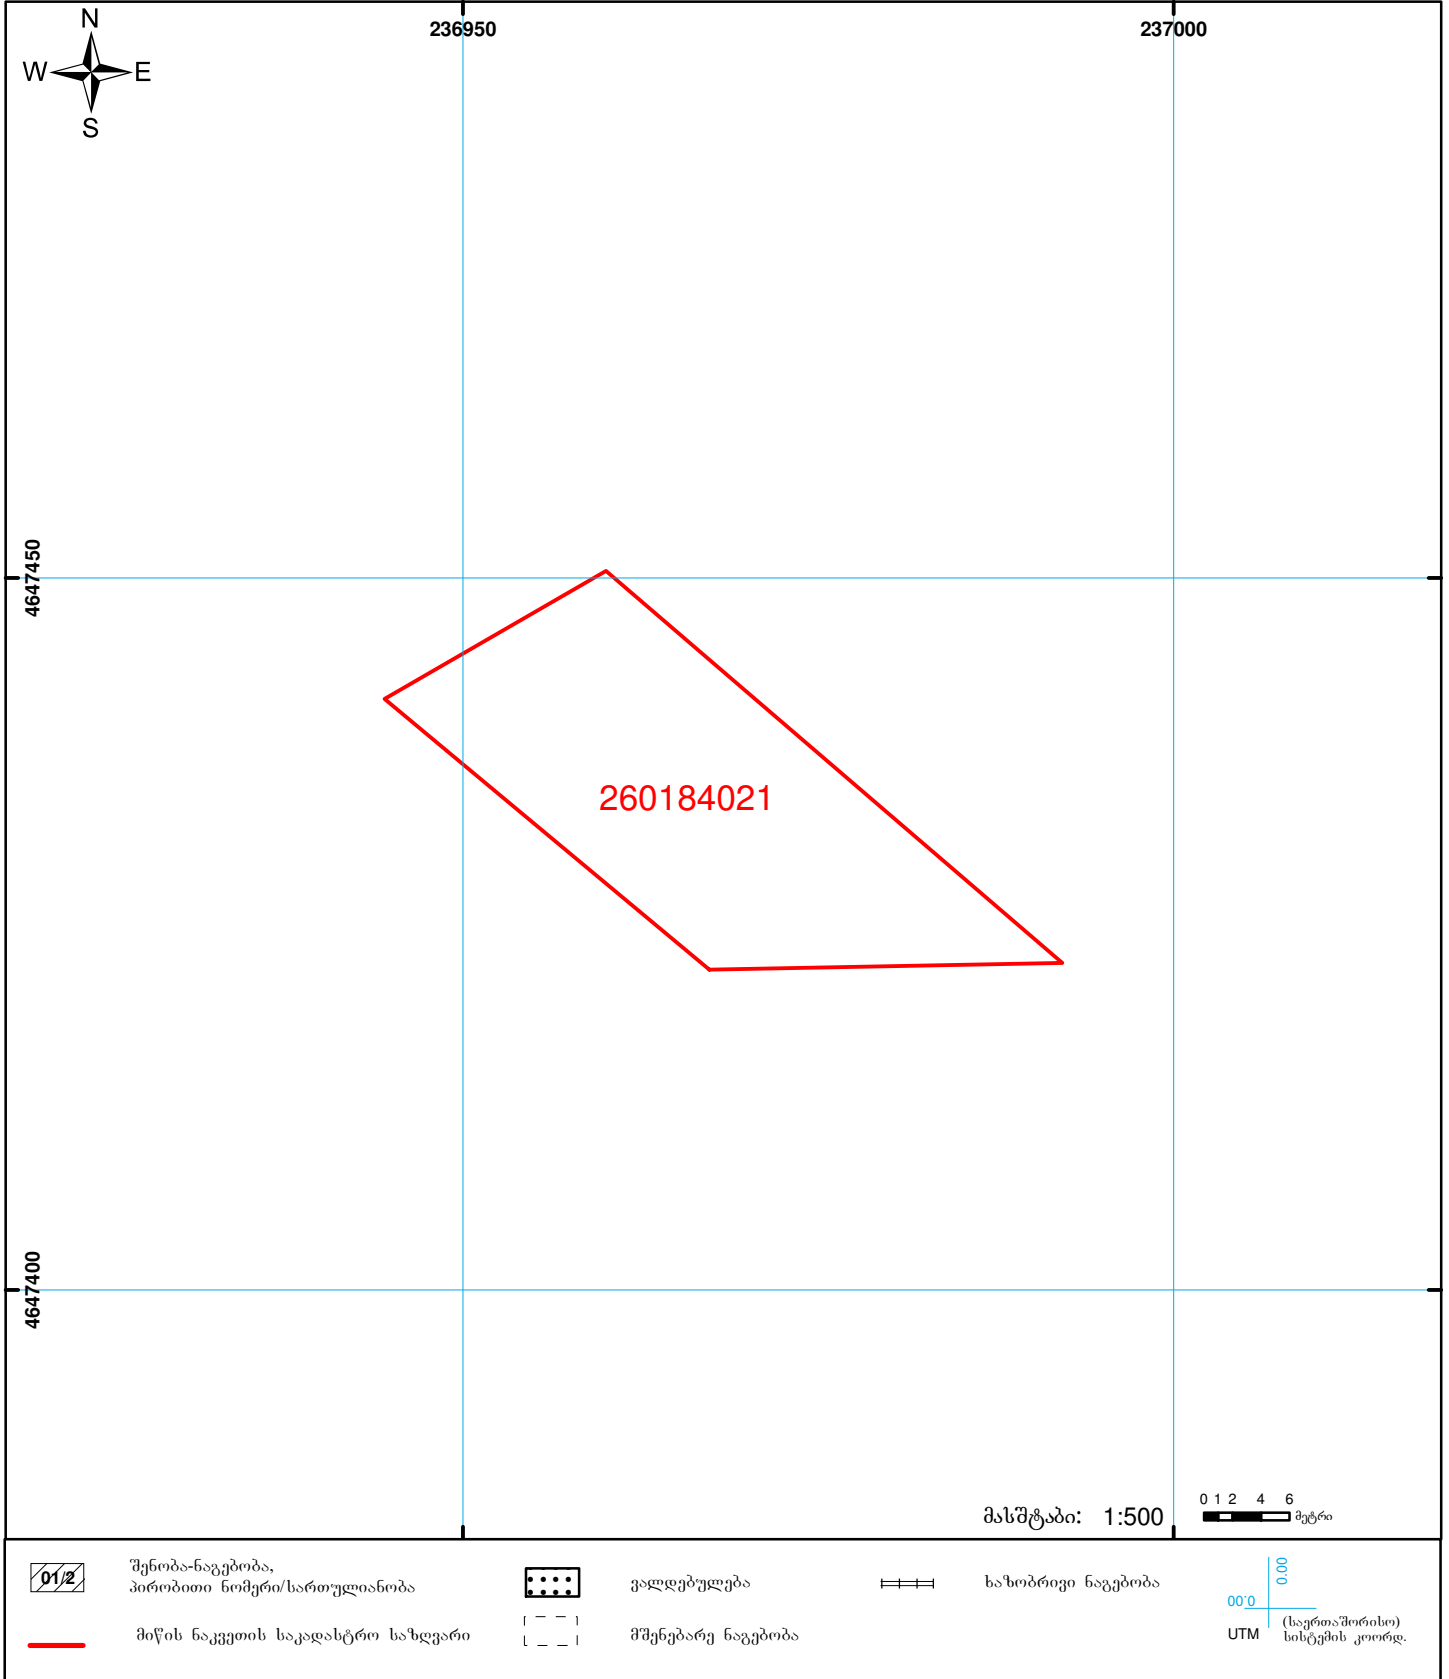 N
W E
S
236950 237000
4647450
260184021
4647400
მასშტაბი: 1:500
0 1 2 4 6
მეტრი
01/2
შენობა-ნაგებობა,
პირობითი ნომერი/სართულიანობა
ვალდებულება
ხაზობრივი ნაგებობა
მიწის ნაკვეთის საკადასტრო საზღვარი
მშენებარე ნაგებობა
00.0
00.0
UTM
(საერთაშორისო)
სისტემის კოორდ.